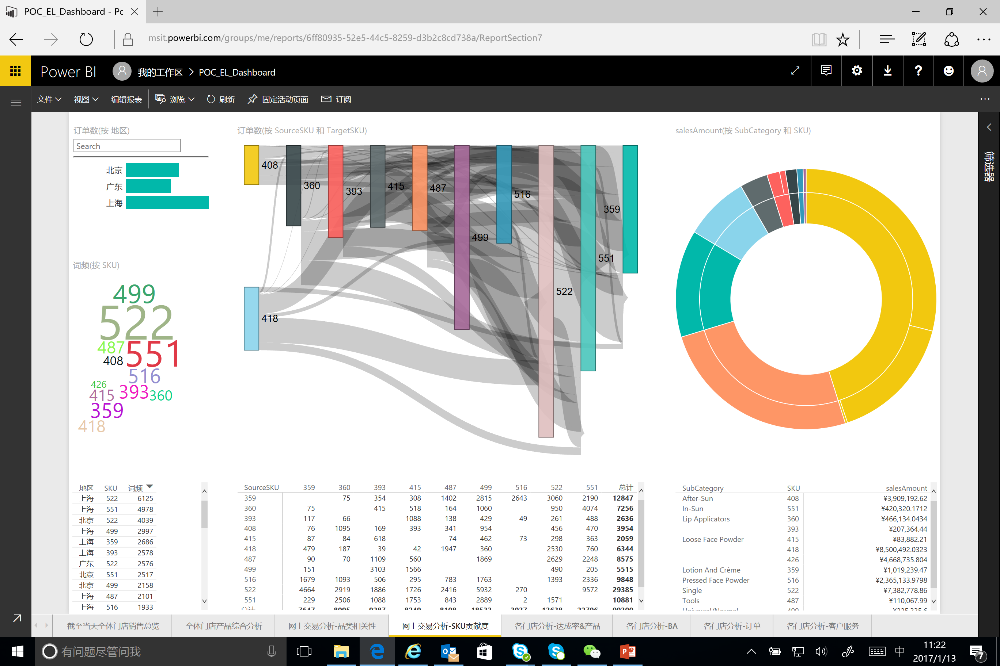 POC_EL_Dashboard - Pc
msit.powerbi.com/groups/me/reports/6ff80935-52e5-44c5-8259-d3b2c8cd738a/ReportSection7
Power BI 我的工作区 POC_EL_Dashboard
文件 视图 编辑报表 浏览 刷新 固定活动页面 订阅
筛选器
订单数(按 地区)
Search
北京
广东
上海
词频(按 SKU)
499
522
487 551
408
516
426
415 393 360
359
418
订单数(按 SourceSKU 和 TargetSKU)
408
360
393
415
487
499
516
522
551
359
418
salesAmount(按 SubCategory 和 SKU)
地区 SKU 词频
上海 522 6125
上海 551 4978
北京 522 4039
上海 499 2997
上海 359 2686
上海 393 2578
广东 522 2576
北京 551 2517
北京 499 2158
上海 487 2101
上海 516 1933
SourceSKU 359 360 393 415 487 499 516 522 551 总计
359 75 354 308 1402 2815 2643 3060 2190 12847
360 75 415 518 164 1060 950 4074 7256
393 117 66 1088 138 429 49 261 488 2636
408 76 1095 169 393 341 954 456 470 3954
415 87 84 618 74 462 73 298 363 2059
418 479 187 39 42 1947 360 2530 760 6344
487 90 70 1109 560 1869 2629 2248 8575
499 151 3103 1566 490 205 5515
516 1679 1093 506 295 783 1763 1393 2336 9848
522 4664 2919 1886 1726 2416 5932 270 9572 29385
551 229 2506 1088 1753 843 2889 2 1571 10881
SubCategory SKU salesAmount
After-Sun 408 ¥3,909,192.62
In-Sun 551 ¥420,320.1712
Lip Applicators 360 ¥466,134.0434
393 ¥207,364.44
Loose Face Powder 415 ¥83,882.21
418 ¥8,500,492.0323
426 ¥4,668,735.804
Lotion And Crème 359 ¥1,019,239.47
Pressed Face Powder 516 ¥2,365,133.9798
Single 522 ¥7,382,778.86
Tools 487 ¥110,067.99
截至当天全体门店销售总览 全体门店产品综合分析 网上交易分析-品类相关性 网上交易分析-SKU贡献度 各门店分析-达成率&产品 各门店分析-BA 各门店分析-订单 各门店分析-客户服务
有问题尽管问我
中
11:22
2017/1/13
7